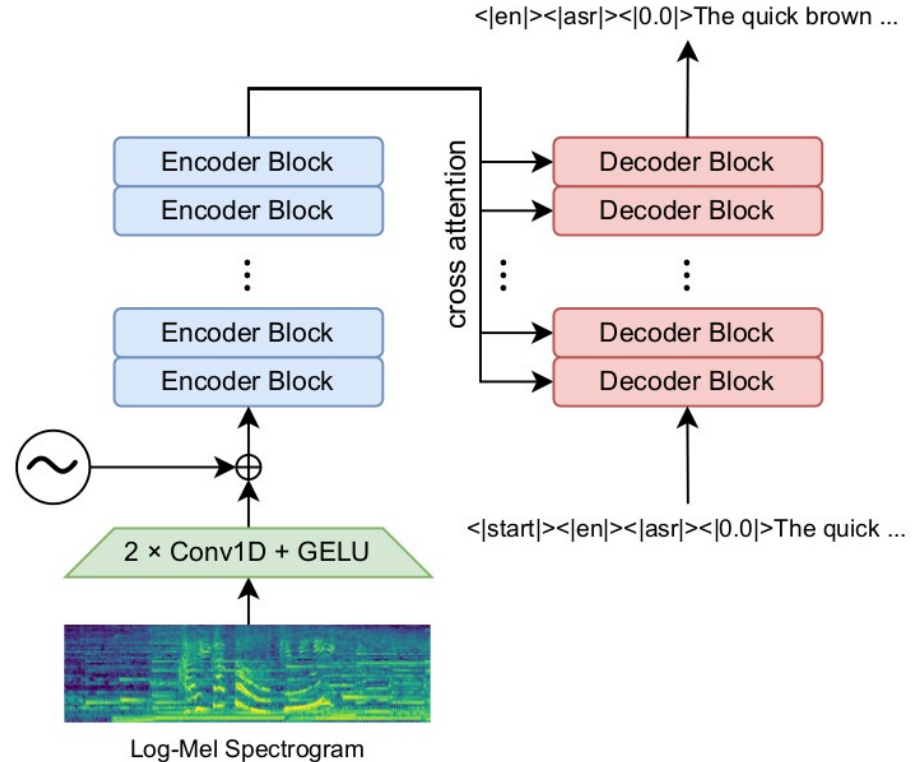 <|en|><|asr|><|0.0|>The quick brown ...
Encoder Block
Encoder Block
Encoder Block
Encoder Block
cross attention
Decoder Block
Decoder Block
Decoder Block
Decoder Block
<|start|><|en|><|asr|><|0.0|>The quick ...
2 × Conv1D + GELU
Log-Mel Spectrogram